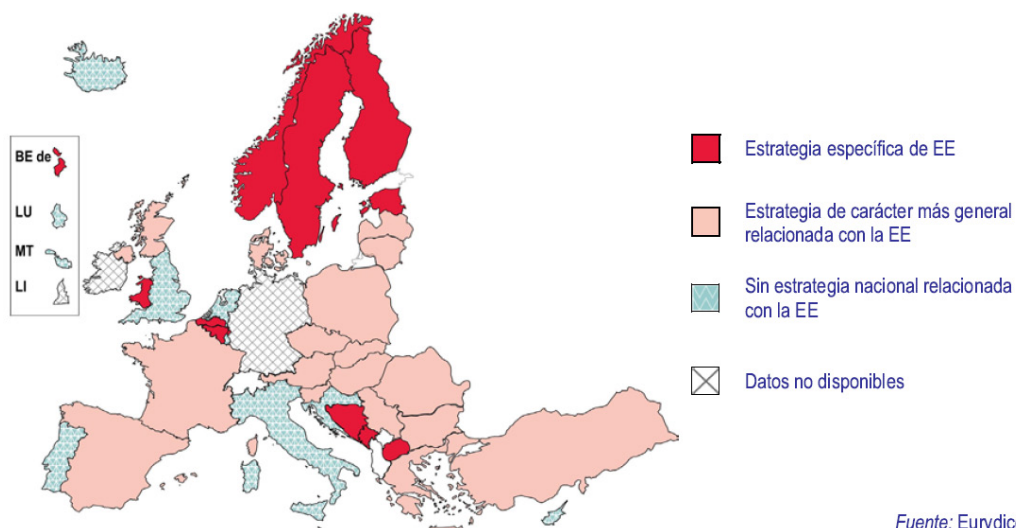 BE de
LU
MT
LI
Estrategia específica de EE
Estrategia de carácter más general
relacionada con la EE
Sin estrategia nacional relacionada
con la EE
Datos no disponibles
Fuente: Eurydic